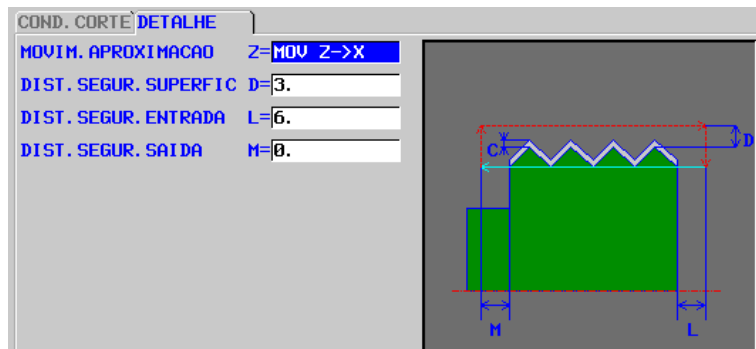 COND. CORTE DETALHE
MOVIM. APROXIMACAO Z=MOV Z->X
DIST. SEGUR. SUPERFIC D=3.
DIST. SEGUR. ENTRADA L=6.
DIST. SEGUR. SAIDA M=0.
C
D
M
L